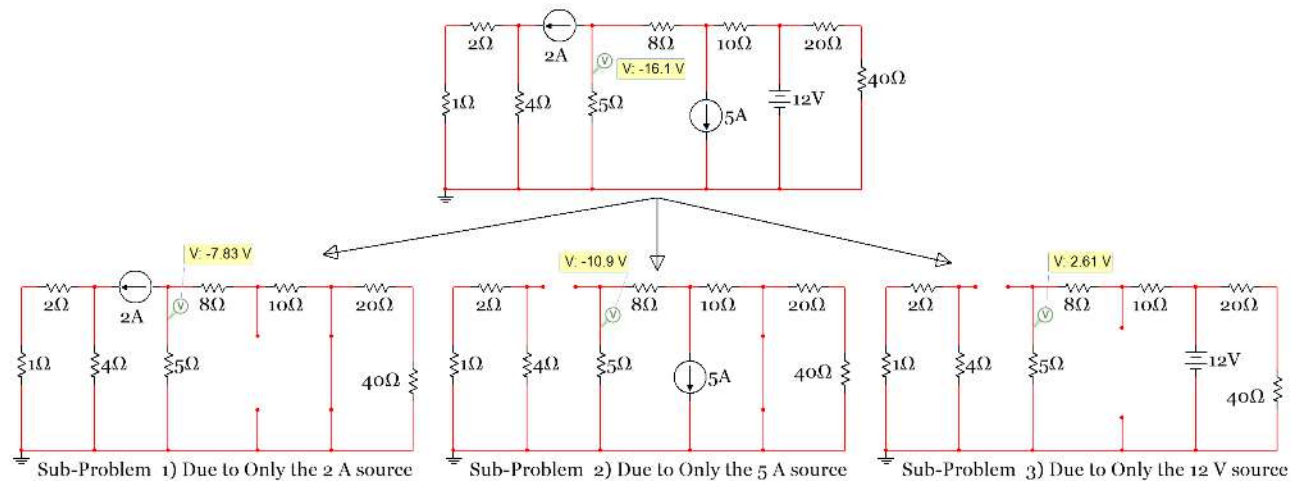 2Ω 2A 8Ω 10Ω 20Ω
V: -16.1 V
1Ω 4Ω 5Ω 5A 12V 40Ω
V: -7.83 V
2Ω 2A 8Ω 10Ω 20Ω
1Ω 4Ω 5Ω 40Ω
Sub-Problem 1) Due to Only the 2 A source
V: -10.9 V
2Ω 8Ω 10Ω 20Ω
1Ω 4Ω 5Ω 5A 40Ω
Sub-Problem 2) Due to Only the 5 A source
V: 2.61 V
2Ω 8Ω 10Ω 20Ω
1Ω 4Ω 5Ω 12V 40Ω
Sub-Problem 3) Due to Only the 12 V source